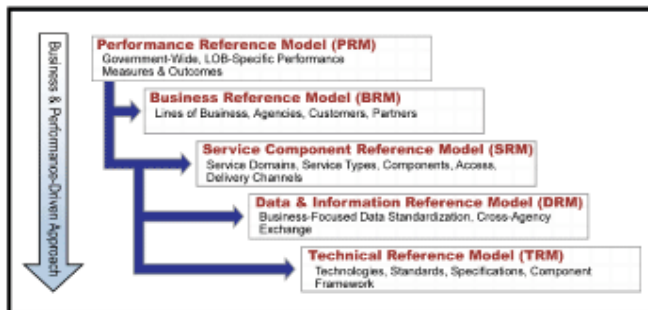 Business & Performance-Driven Approach
Performance Reference Model (PRM)
Government-Wide, LOB-Specific Performance
Measures & Outcomes
Business Reference Model (BRM)
Lines of Business, Agencies, Customers, Partners
Service Component Reference Model (SRM)
Service Domains, Service Types, Components, Access,
Delivery Channels
Data & Information Reference Model (DRM)
Business-Focused Data Standardization, Cross-Agency
Exchange
Technical Reference Model (TRM)
Technologies, Standards, Specifications, Component
Framework